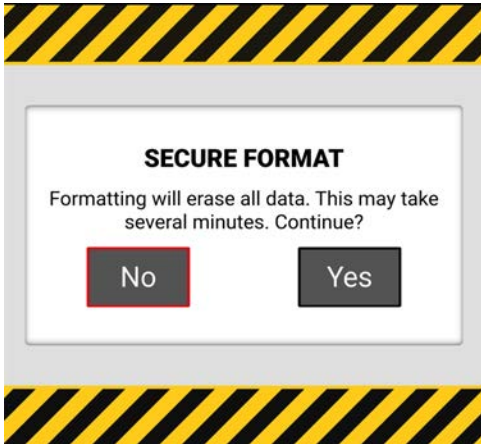 SECURE FORMAT
Formatting will erase all data. This may take
several minutes. Continue?
No
Yes